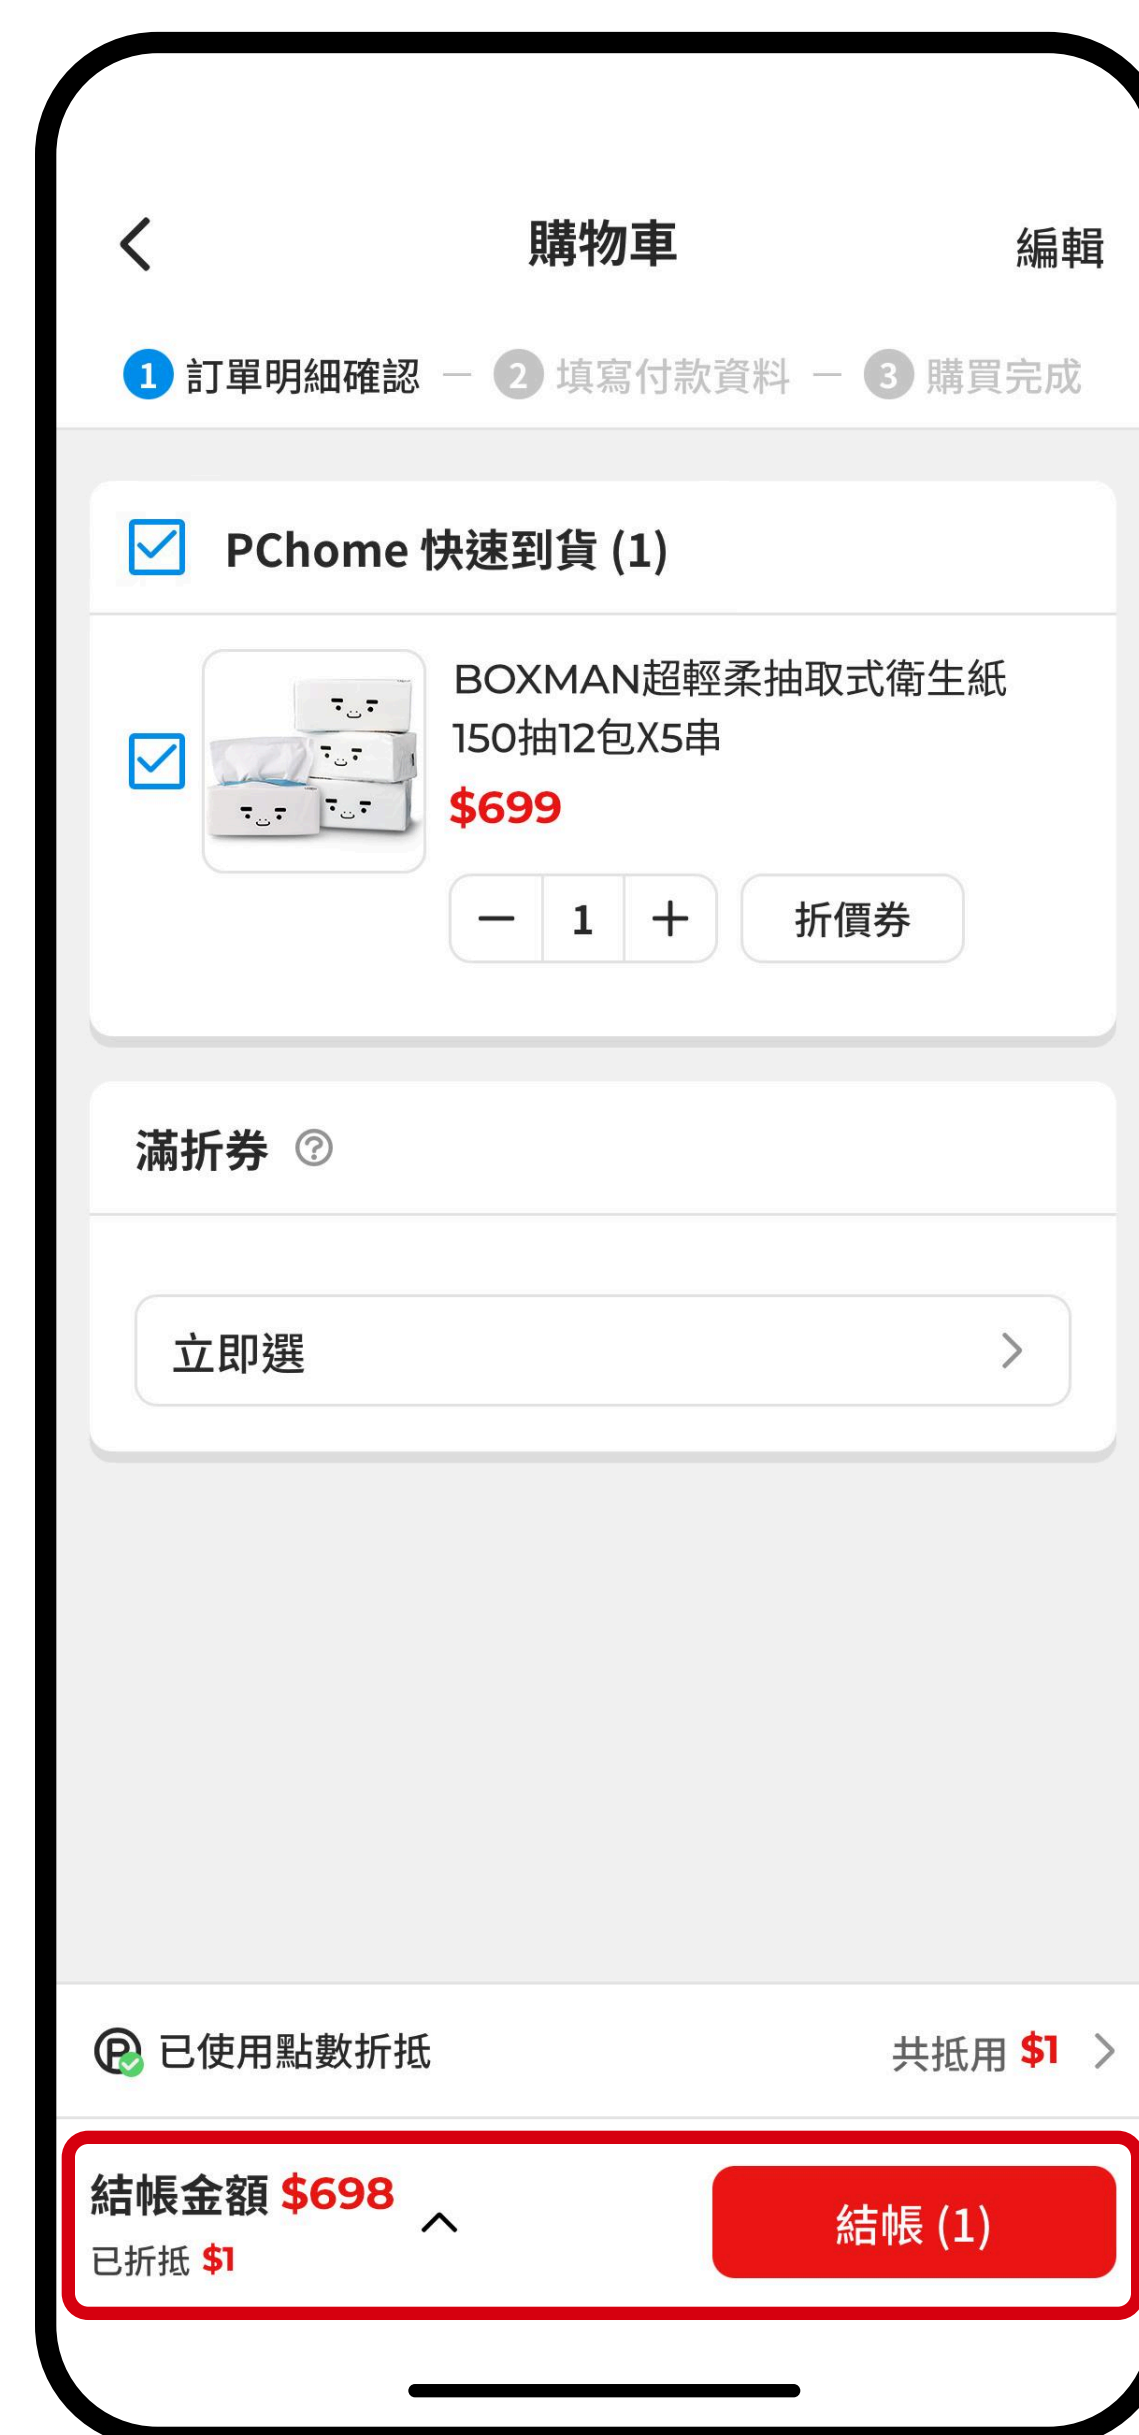 購物車
編輯
1 訂單明細確認 — 2 填寫付款資料 — 3 購買完成
PChome 快速到貨 (1)
BOXMAN超輕柔抽取式衛生紙
150抽12包X5串
$699
— 1 +
折價券
滿折券 ?
立即選
P 已使用點數折抵
共抵用 $1
結帳金額 $698
已折抵 $1
結帳 (1)